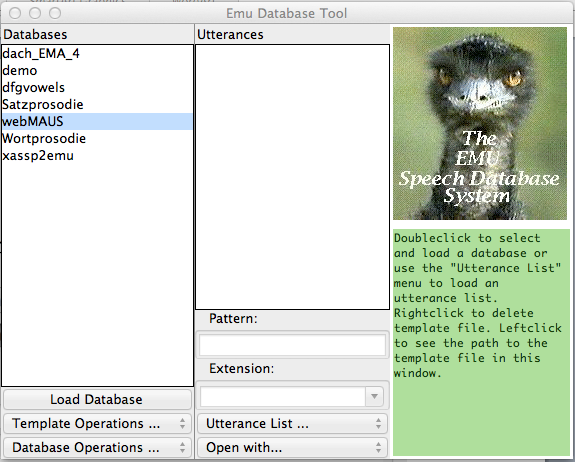 Emu Database Tool
Databases
dach_EMA_4
demo
dfgvowels
Satzprosodie
webMAUS
Wortprosodie
xassp2emu
Load Database
Template Operations ...
Database Operations ...
Utterances
Pattern:
Extension:
Utterance List ...
Open with...
The
EMU
Speech Database
System
Doubleclick to select
and load a database or
use the "Utterance List"
menu to load an
utterance list.
Rightclick to delete
template file. Leftclick
to see the path to the
template file in this
window.